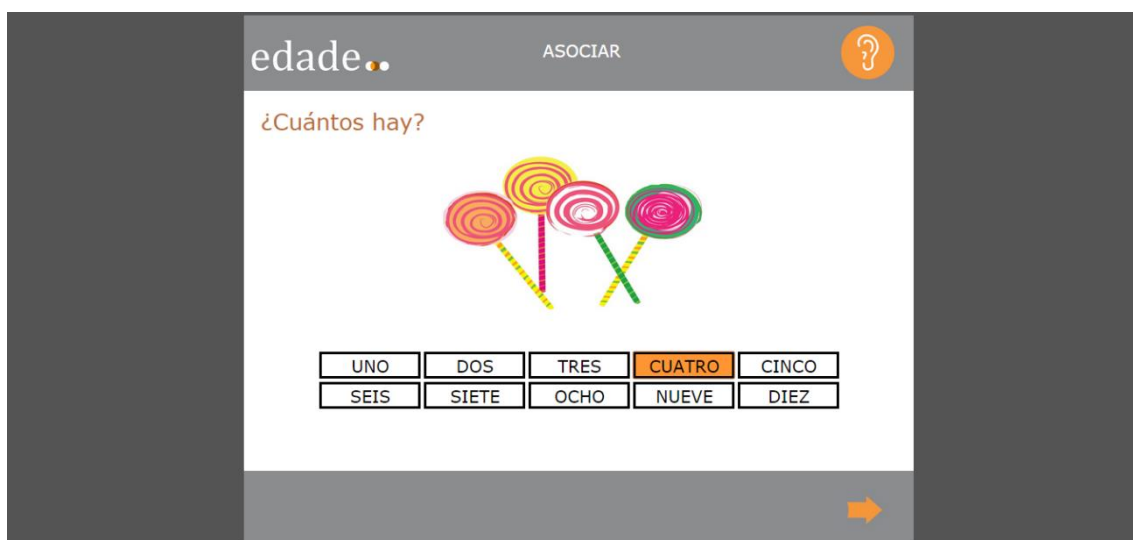 edade
ASOCIAR
¿Cuántos hay?
UNO DOS TRES CUATRO CINCO
SEIS SIETE OCHO NUEVE DIEZ